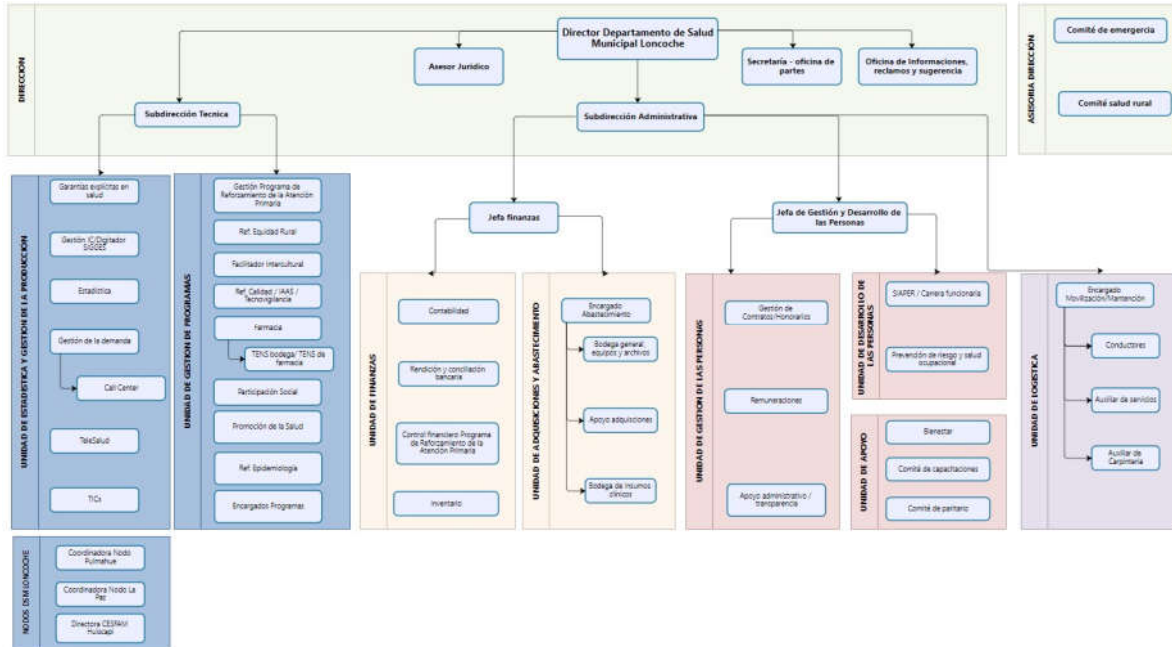 DIRECCIÓN
Director Departamento de Salud
Municipal Loncoche
Asesor Jurídico
Secretaría - oficina de
partes
Oficina de Informaciones,
reclamos y sugerencia
Subdirección Tecnica
Subdirección Administrativa
ASESORIA DIRECCIÓN
Comité de emergencia
Comité salud rural
UNIDAD DE ESTADISTICA Y GESTION DE LA PRODUCCIÓN
Garantías explícitas en
salud
Gestión IC/Digitador
SIGGES
Estadística
Gestión de la demanda
Call Center
TeleSalud
TICs
UNIDAD DE GESTION DE PROGRAMAS
Gestión Programa de
Reforzamiento de la Atención
Primaria
Ref. Equidad Rural
Facilitador Intercultural
Ref. Calidad / IAAS /
Tecnovigilancia
Farmacia
TENS bodega/ TENS de
farmacia
Participación Social
Promoción de la Salud
Ref. Epidemiología
Encargados Programas
Jefa finanzas
Jefa de Gestión y Desarrollo de
las Personas
UNIDAD DE FINANZAS
Contabilidad
Rendición y conciliación
bancaria
Control financiero Programa
de Reforzamiento de la
Atención Primaria
Inventario
UNIDAD DE ADQUISICIONES Y ABASTECIMIENTO
Encargado
Abastecimiento
Bodega general,
equipos y archivos
Apoyo adquisiciones
Bodega de insumos
clínicos
UNIDAD DE GESTION DE LAS PERSONAS
Gestión de
Contratos/Honorarios
Remuneraciones
Apoyo administrativo /
transparencia
UNIDAD DE DESARROLLO DE
LAS PERSONAS
SIAPER / Carrera funcionaria
Prevención de riesgo y salud
ocupacional
UNIDAD DE APOYO
Bienestar
Comité de capacitaciones
Comité de paritario
UNIDAD DE LOGISTICA
Encargado
Movilización/Mantención
Conductores
Auxiliar de servicios
Auxiliar de
Carpintaria
NODOS DSM LONCOCHE
Coordinadora Nodo
Pulmahue
Coordinadora Nodo La
Paz
Directora CESFAM
Huiscapi